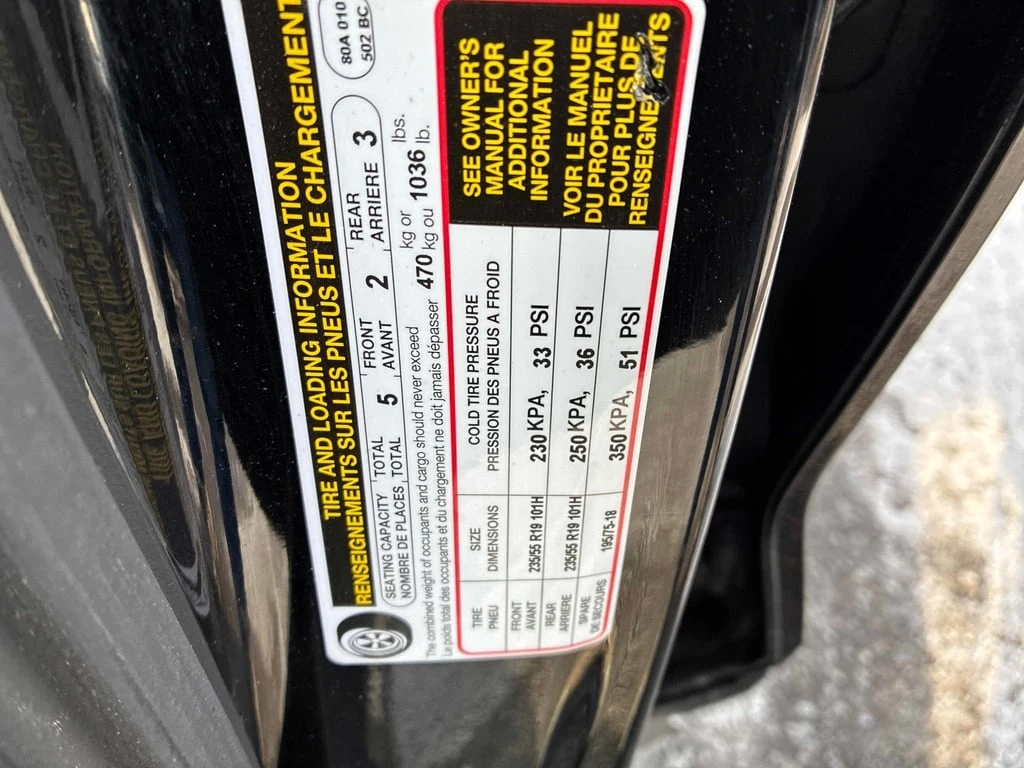 TIRE AND LOADING INFORMATION
RENSEIGNEMENTS SUR LES PNEUS ET LE CHARGEMENT
80A 010
502 BC
SEATING CAPACITY TOTAL 5 FRONT 2 REAR 3
NOMBRE DE PLACES TOTAL AVANT ARRIERE
The combined weight of occupants and cargo should never exceed 470 kg or 1036 lbs.
Le poids total des occupants et du chargement ne doit jamais dépasser kg ou lb.
TIRE SIZE COLD TIRE PRESSURE
PNEU DIMENSIONS PRESSION DES PNEUS A FROID
FRONT
AVANT 235/55 R19 101H 230 KPA, 33 PSI
REAR
ARRIERE 235/55 R19 101H 250 KPA, 36 PSI
SPARE
DE SECOURS 195/75-18 350 KPA, 51 PSI
SEE OWNER'S
MANUAL FOR
ADDITIONAL
INFORMATION
VOIR LE MANUEL
DU PROPRIETAIRE
POUR PLUS DE
RENSEIGNEMENTS